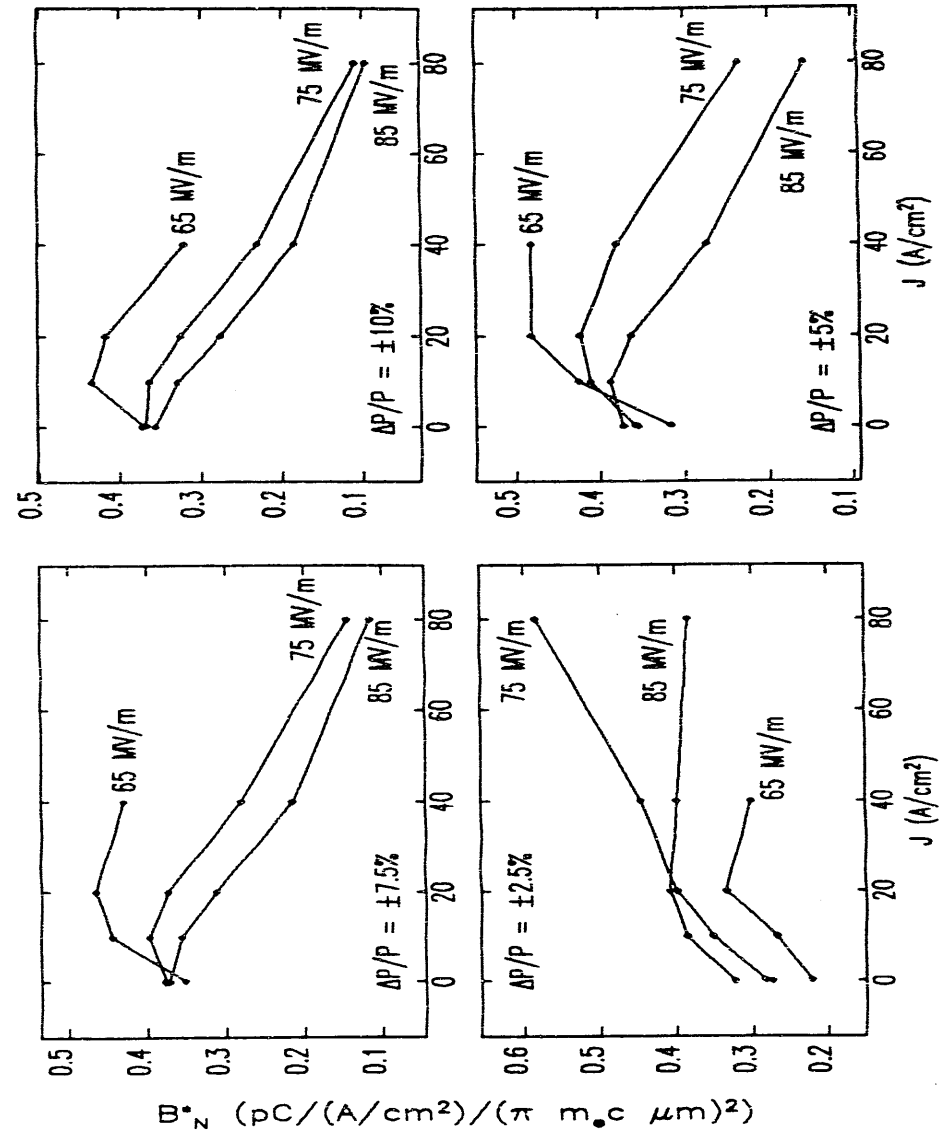 B*N (pC/(A/cm²)/(π mec μm)²)
0.5
0.4
0.3
0.2
0.1
65 MV/m
75 MV/m
85 MV/m
ΔP/P = ±7.5%
0 20 40 60 80
0.5
0.4
0.3
0.2
0.1
65 MV/m
75 MV/m
85 MV/m
ΔP/P = ±10%
0 20 40 60 80
0.6
0.5
0.4
0.3
0.2
75 MV/m
ΔP/P = ±2.5%
85 MV/m
65 MV/m
0 20 40 60 80
J (A/cm²)
0.5
0.4
0.3
0.2
0.1
65 MV/m
75 MV/m
85 MV/m
ΔP/P = ±5%
0 20 40 60 80
J (A/cm²)